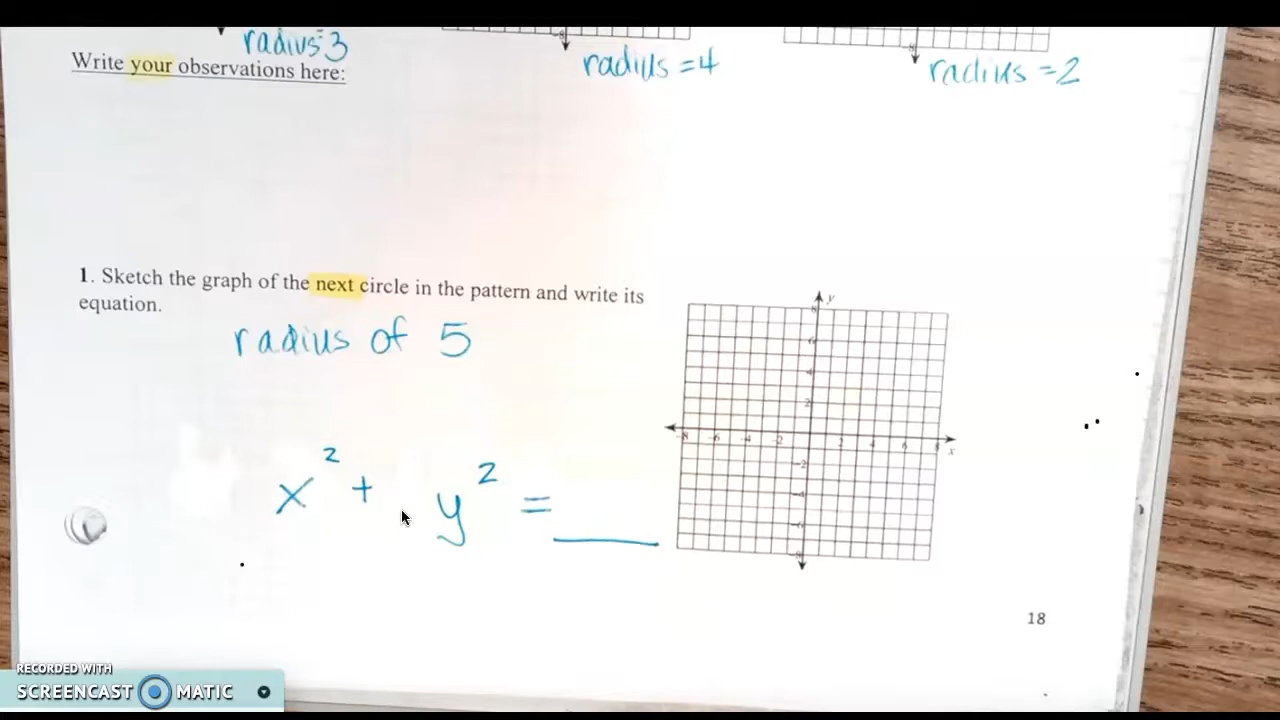 radius=3
radius =4
radius =2
Write your observations here:
1. Sketch the graph of the next circle in the pattern and write its
equation.
radius of 5
x² + y² = ____
y
8
6
4
2
-8 -6 -4 -2 2 4 6 8
x
-2
-4
-6
-8
18
RECORDED WITH
SCREENCAST MATIC